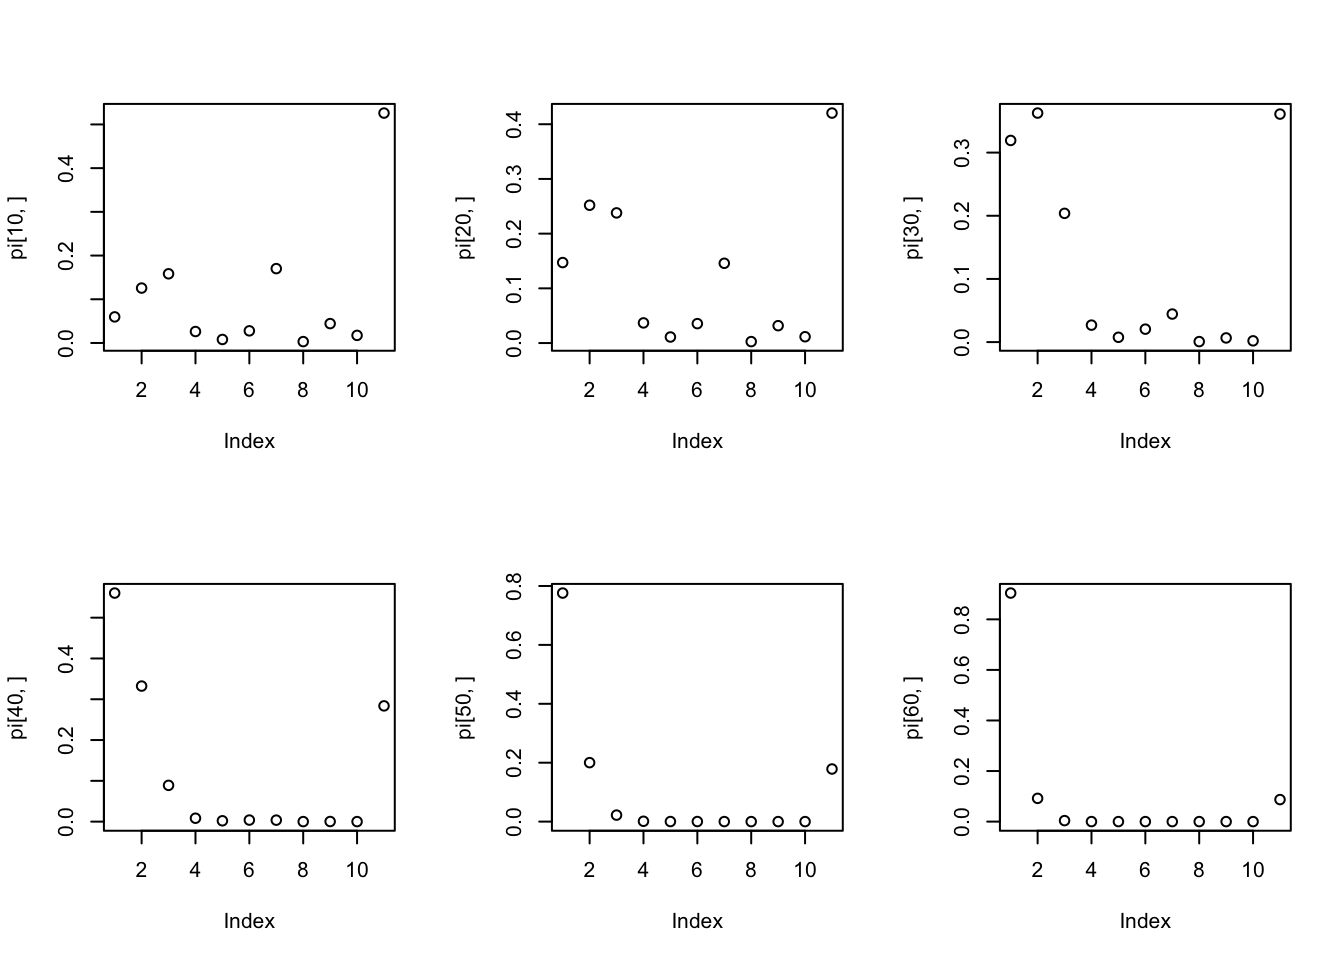 pi[10, ]
0.0 0.2 0.4
2 4 6 8 10
Index
pi[20, ]
0.0 0.1 0.2 0.3 0.4
2 4 6 8 10
Index
pi[30, ]
0.0 0.1 0.2 0.3
2 4 6 8 10
Index
pi[40, ]
0.0 0.2 0.4
2 4 6 8 10
Index
pi[50, ]
0.0 0.2 0.4 0.6 0.8
2 4 6 8 10
Index
pi[60, ]
0.0 0.2 0.4 0.6 0.8
2 4 6 8 10
Index